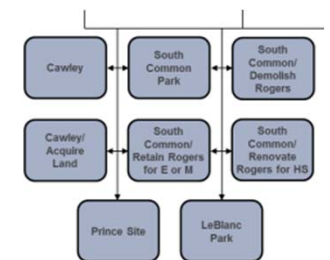 Cawley
South
Common
Park
South
Common/
Demolish
Rogers
Cawley/
Acquire
Land
South
Common/
Retain Rogers
for E or M
South
Common/
Renovate
Rogers for HS
Prince Site
LeBlanc
Park